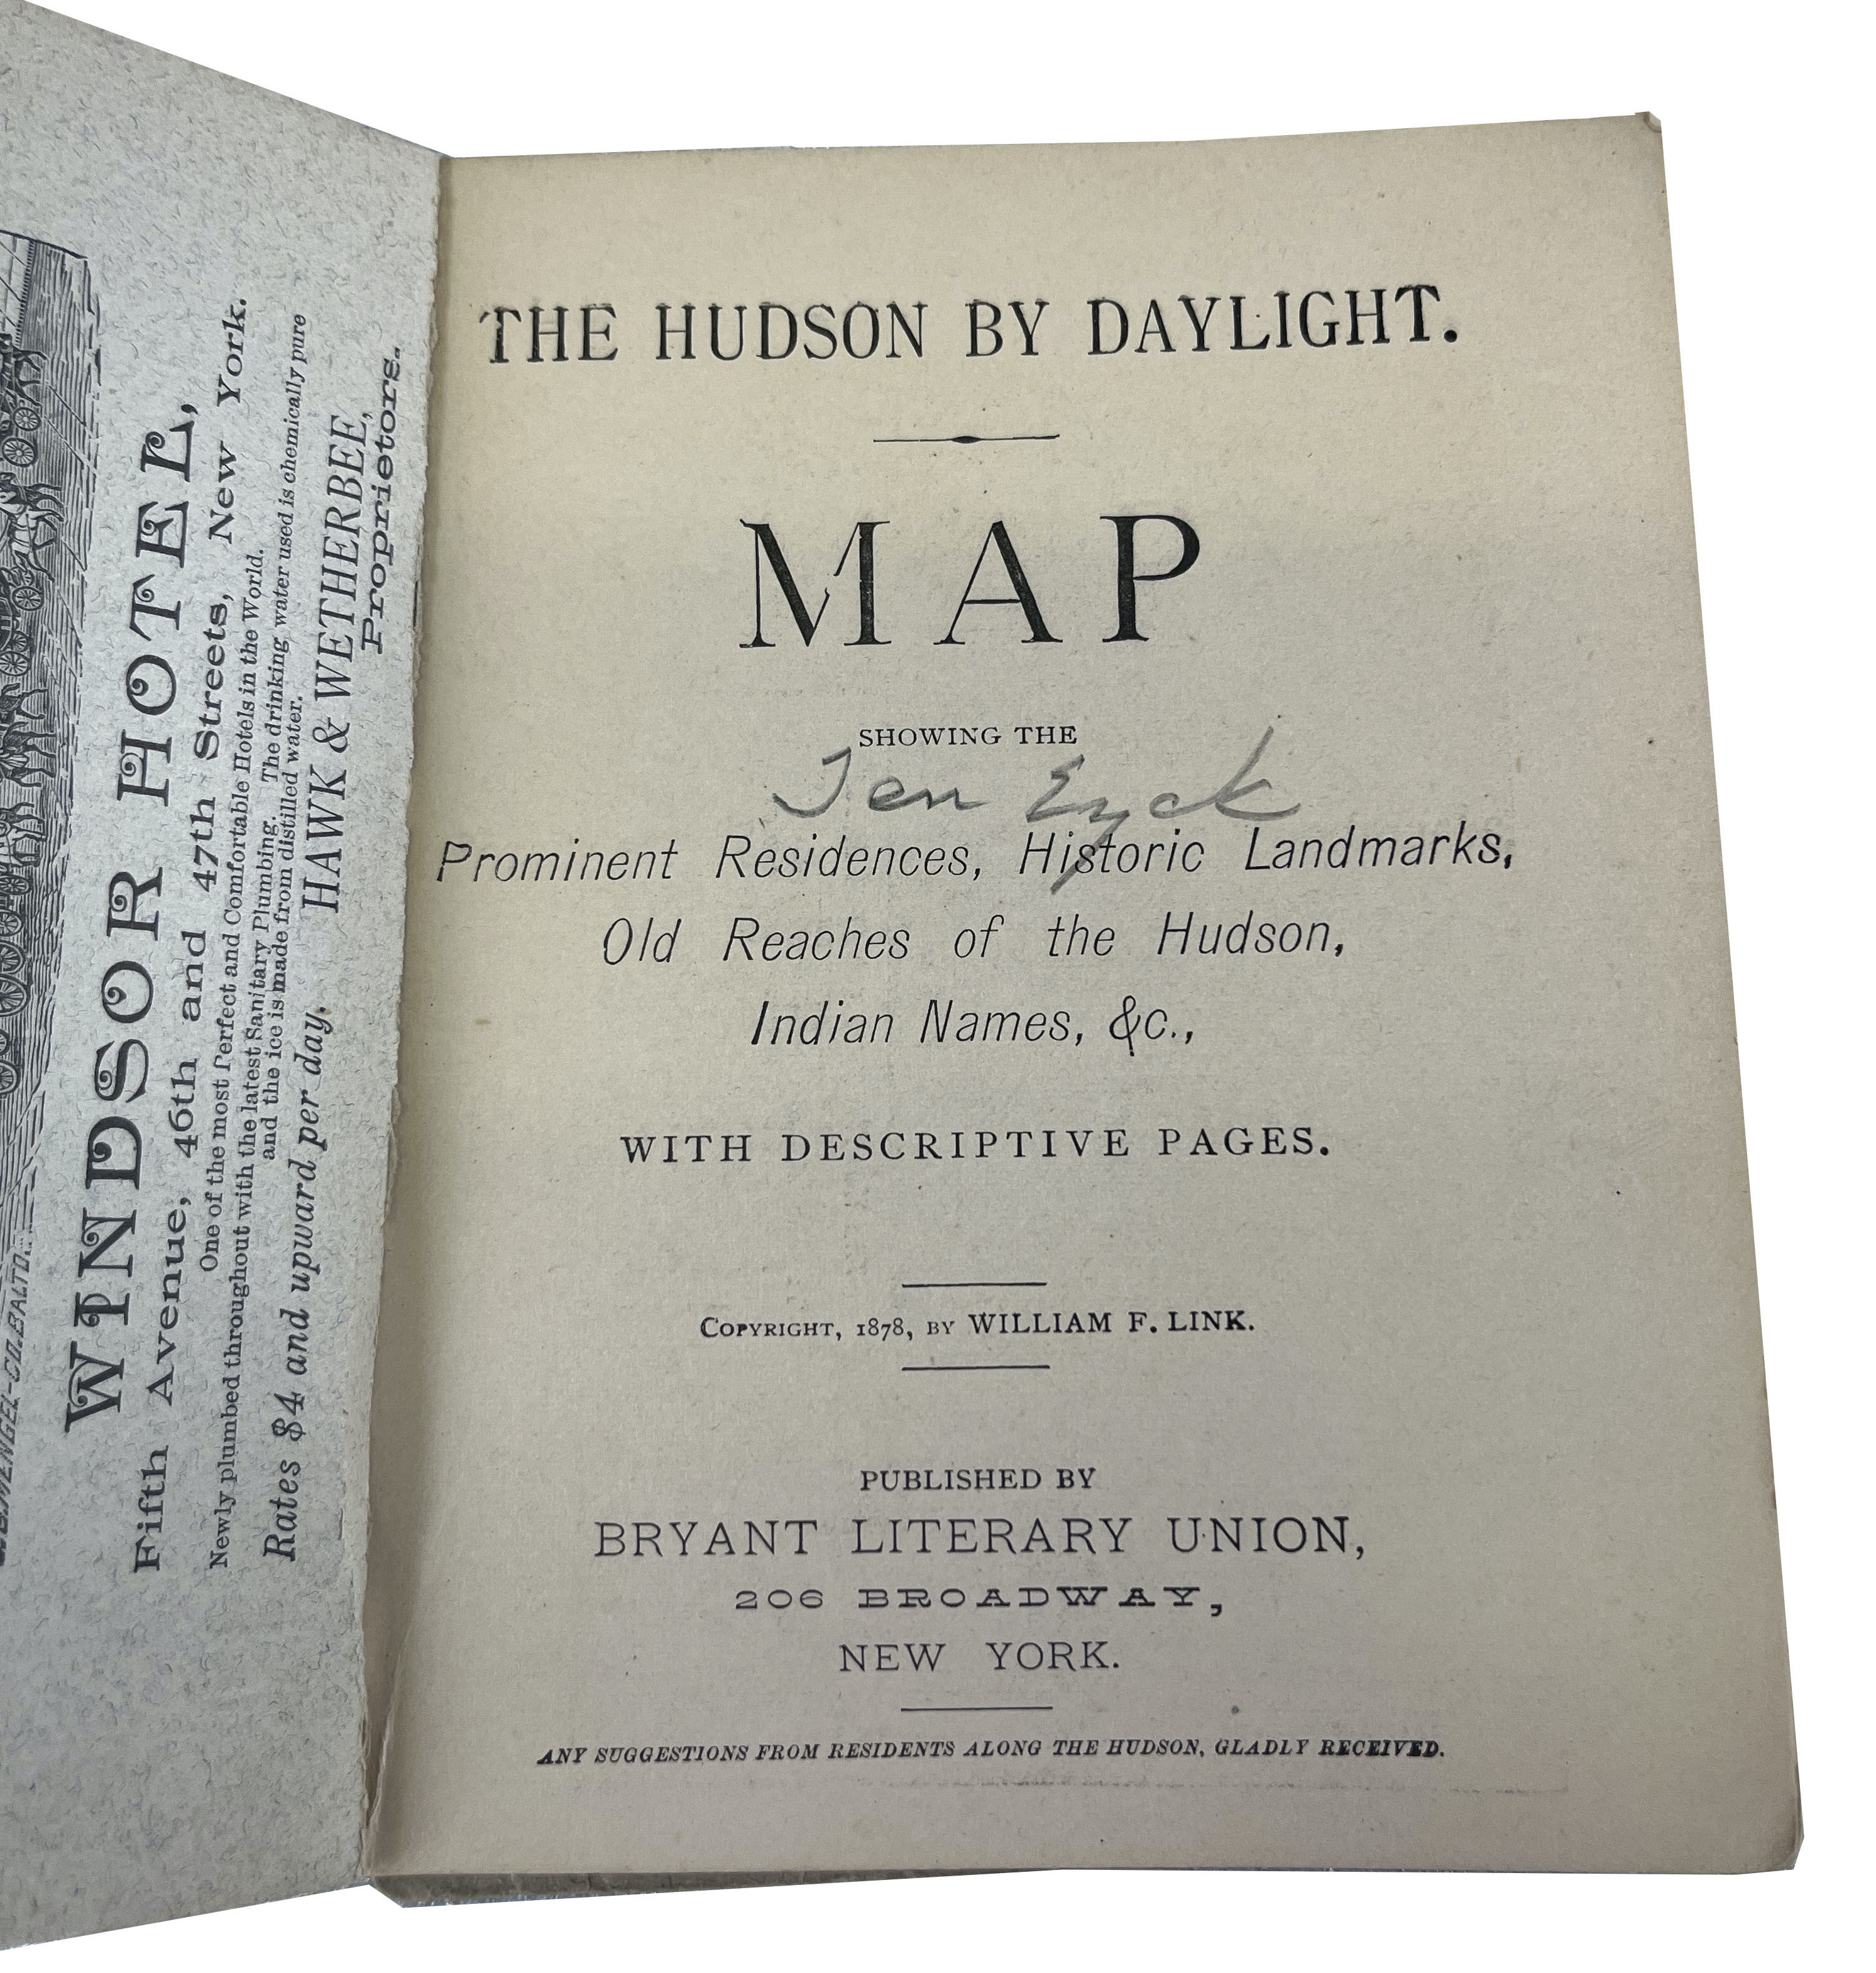 WINDSOR HOTEL,
Fifth Avenue, 46th and 47th Streets, New York.
One of the most Perfect and Comfortable Hotels in the World.
Newly plumbed throughout with the latest Sanitary Plumbing. The drinking water used is chemically pure
and the ice is made from distilled water.
Rates $4 and upward per day. HAWK & WETHERBEE,
Proprietors.
THE HUDSON BY DAYLIGHT.
MAP
SHOWING THE
Ten Eyck
Prominent Residences, Historic Landmarks,
Old Reaches of the Hudson,
Indian Names, &c.,
WITH DESCRIPTIVE PAGES.
COPYRIGHT, 1878, BY WILLIAM F. LINK.
PUBLISHED BY
BRYANT LITERARY UNION,
206 BROADWAY,
NEW YORK.
ANY SUGGESTIONS FROM RESIDENTS ALONG THE HUDSON, GLADLY RECEIVED.